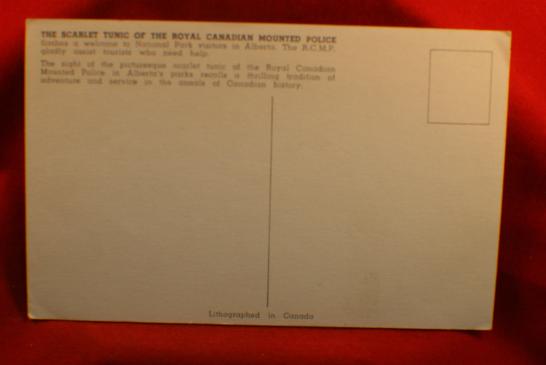 THE SCARLET TUNIC OF THE ROYAL CANADIAN MOUNTED POLICE
flashes a welcome to National Park visitors in Alberta. The R.C.M.P.
gladly assist tourists who need help.
The sight of the picturesque scarlet tunic of the Royal Canadian
Mounted Police in Alberta's parks recalls a thrilling tradition of
adventure and service in the annals of Canadian history.
Lithographed in Canada